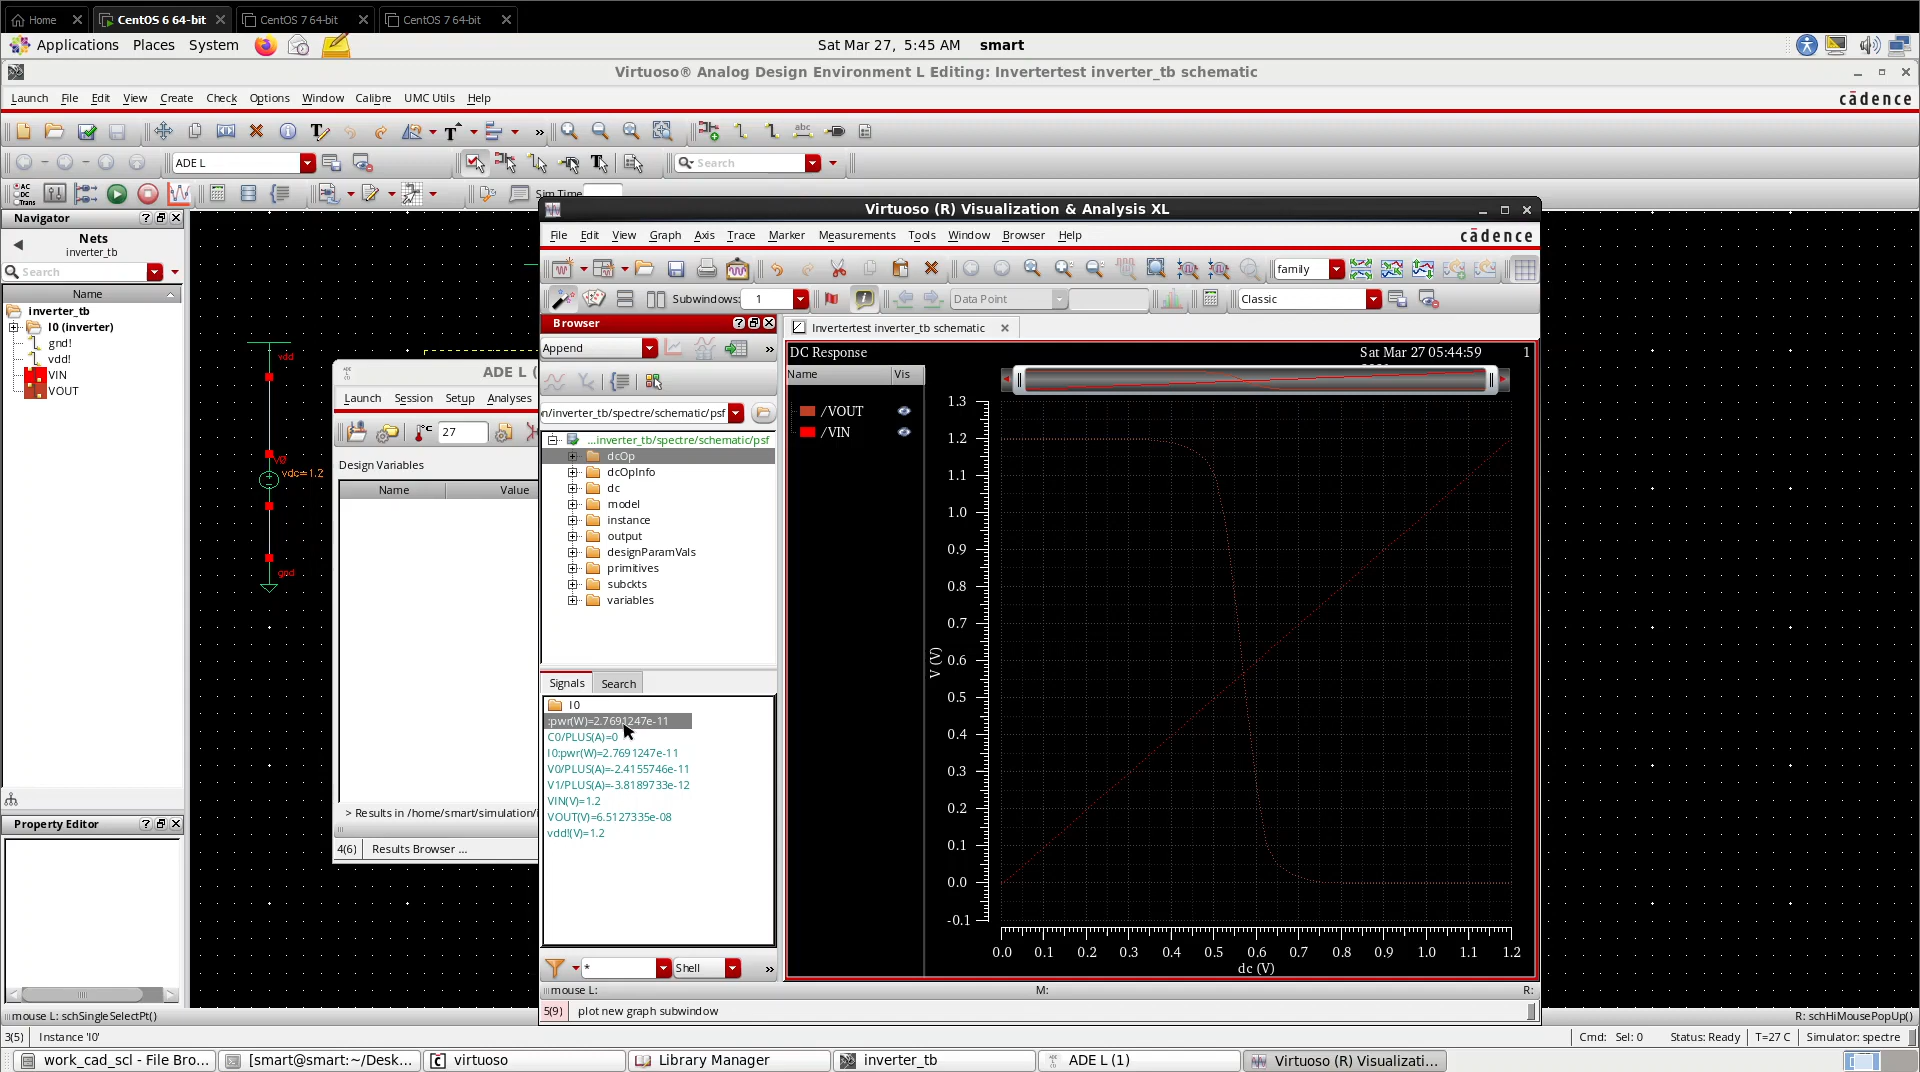 Home
CentOS 6 64-bit
CentOS 7 64-bit
CentOS 7 64-bit
Applications Places System
Sat Mar 27, 5:45 AM smart
Virtuoso® Analog Design Environment L Editing: Invertertest inverter_tb schematic
Launch File Edit View Create Check Options Window Calibre UMC Utils Help
cādence
ADE L
Search
Sim Time
Navigator
Nets
inverter_tb
Search
Name
inverter_tb
I0 (inverter)
gnd!
vdd!
VIN
VOUT
Property Editor
vdd
V0
vdc=1.2
gnd
ADE L (
Launch Session Setup Analyses
27
Design Variables
Name Value
> Results in /home/smart/simulation/i
4(6) Results Browser ...
Virtuoso (R) Visualization & Analysis XL
File Edit View Graph Axis Trace Marker Measurements Tools Window Browser Help
cādence
family
Subwindows: 1
Data Point
Classic
Browser
Append
n/inverter_tb/spectre/schematic/psf
...inverter_tb/spectre/schematic/psf
dcOp
dcOpInfo
dc
model
instance
output
designParamVals
primitives
subckts
variables
Signals Search
I0
:pwr(W)=2.7691247e-11
C0/PLUS(A)=0
I0:pwr(W)=2.7691247e-11
V0/PLUS(A)=-2.4155746e-11
V1/PLUS(A)=-3.8189733e-12
VIN(V)=1.2
VOUT(V)=6.5127335e-08
vdd!(V)=1.2
* Shell
Invertertest inverter_tb schematic
DC Response
Sat Mar 27 05:44:59 1
Name Vis
/VOUT
/VIN
1.3
1.2
1.1
1.0
0.9
0.8
0.7
0.6
0.5
0.4
0.3
0.2
0.1
0.0
-0.1
V (V)
0.0 0.1 0.2 0.3 0.4 0.5 0.6 0.7 0.8 0.9 1.0 1.1 1.2
dc (V)
mouse L: M: R:
5(9) plot new graph subwindow
mouse L: schSingleSelectPt() R: schHiMousePopUp()
3(5) Instance 'I0' Cmd: Sel: 0 Status: Ready T=27 C Simulator: spectre
work_cad_scl - File Bro...
[smart@smart:~/Desk...
virtuoso
Library Manager
inverter_tb
ADE L (1)
Virtuoso (R) Visualizati...